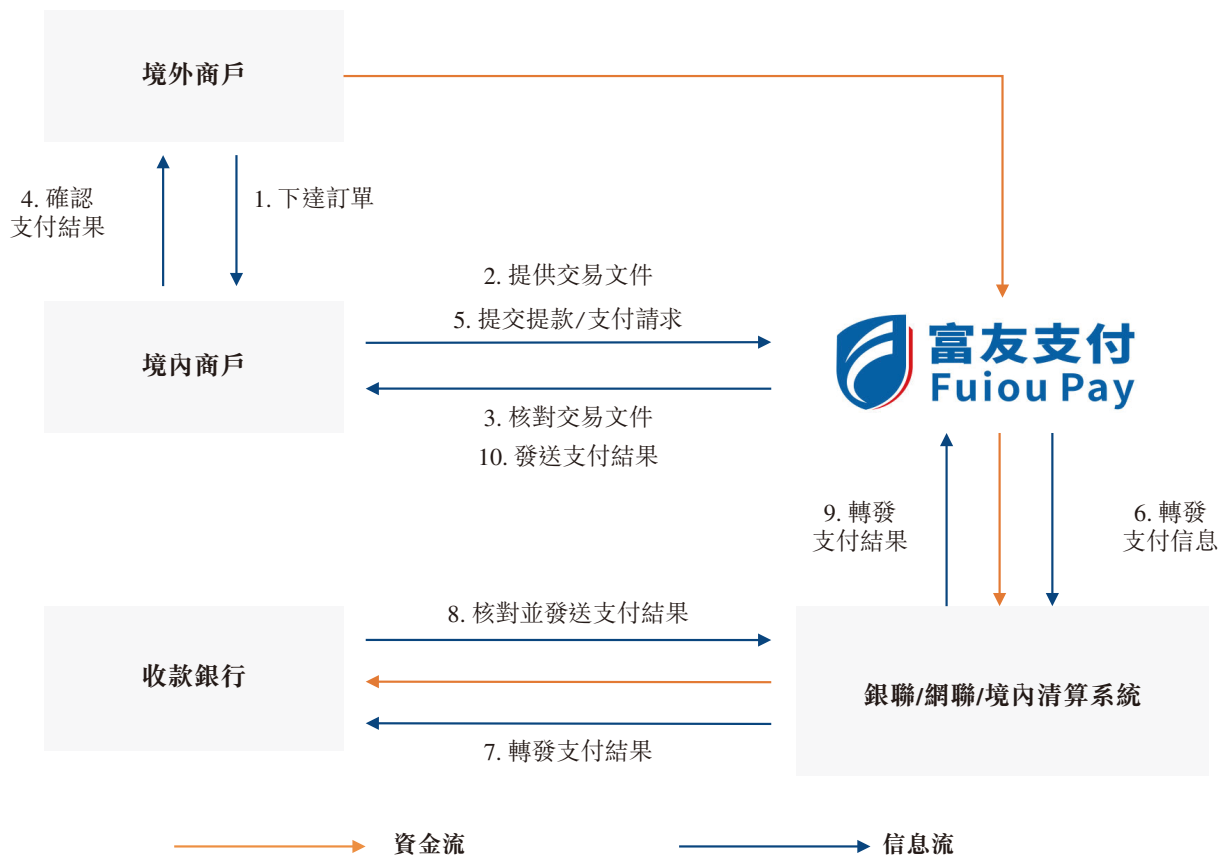 境外商戶
4. 確認
支付結果
1. 下達訂單
2. 提供交易文件
5. 提交提款/支付請求
境內商戶
富友支付
Fuiou Pay
3. 核對交易文件
10. 發送支付結果
9. 轉發
支付結果
6. 轉發
支付信息
8. 核對並發送支付結果
收款銀行
銀聯/網聯/境內清算系統
7. 轉發支付結果
資金流
信息流